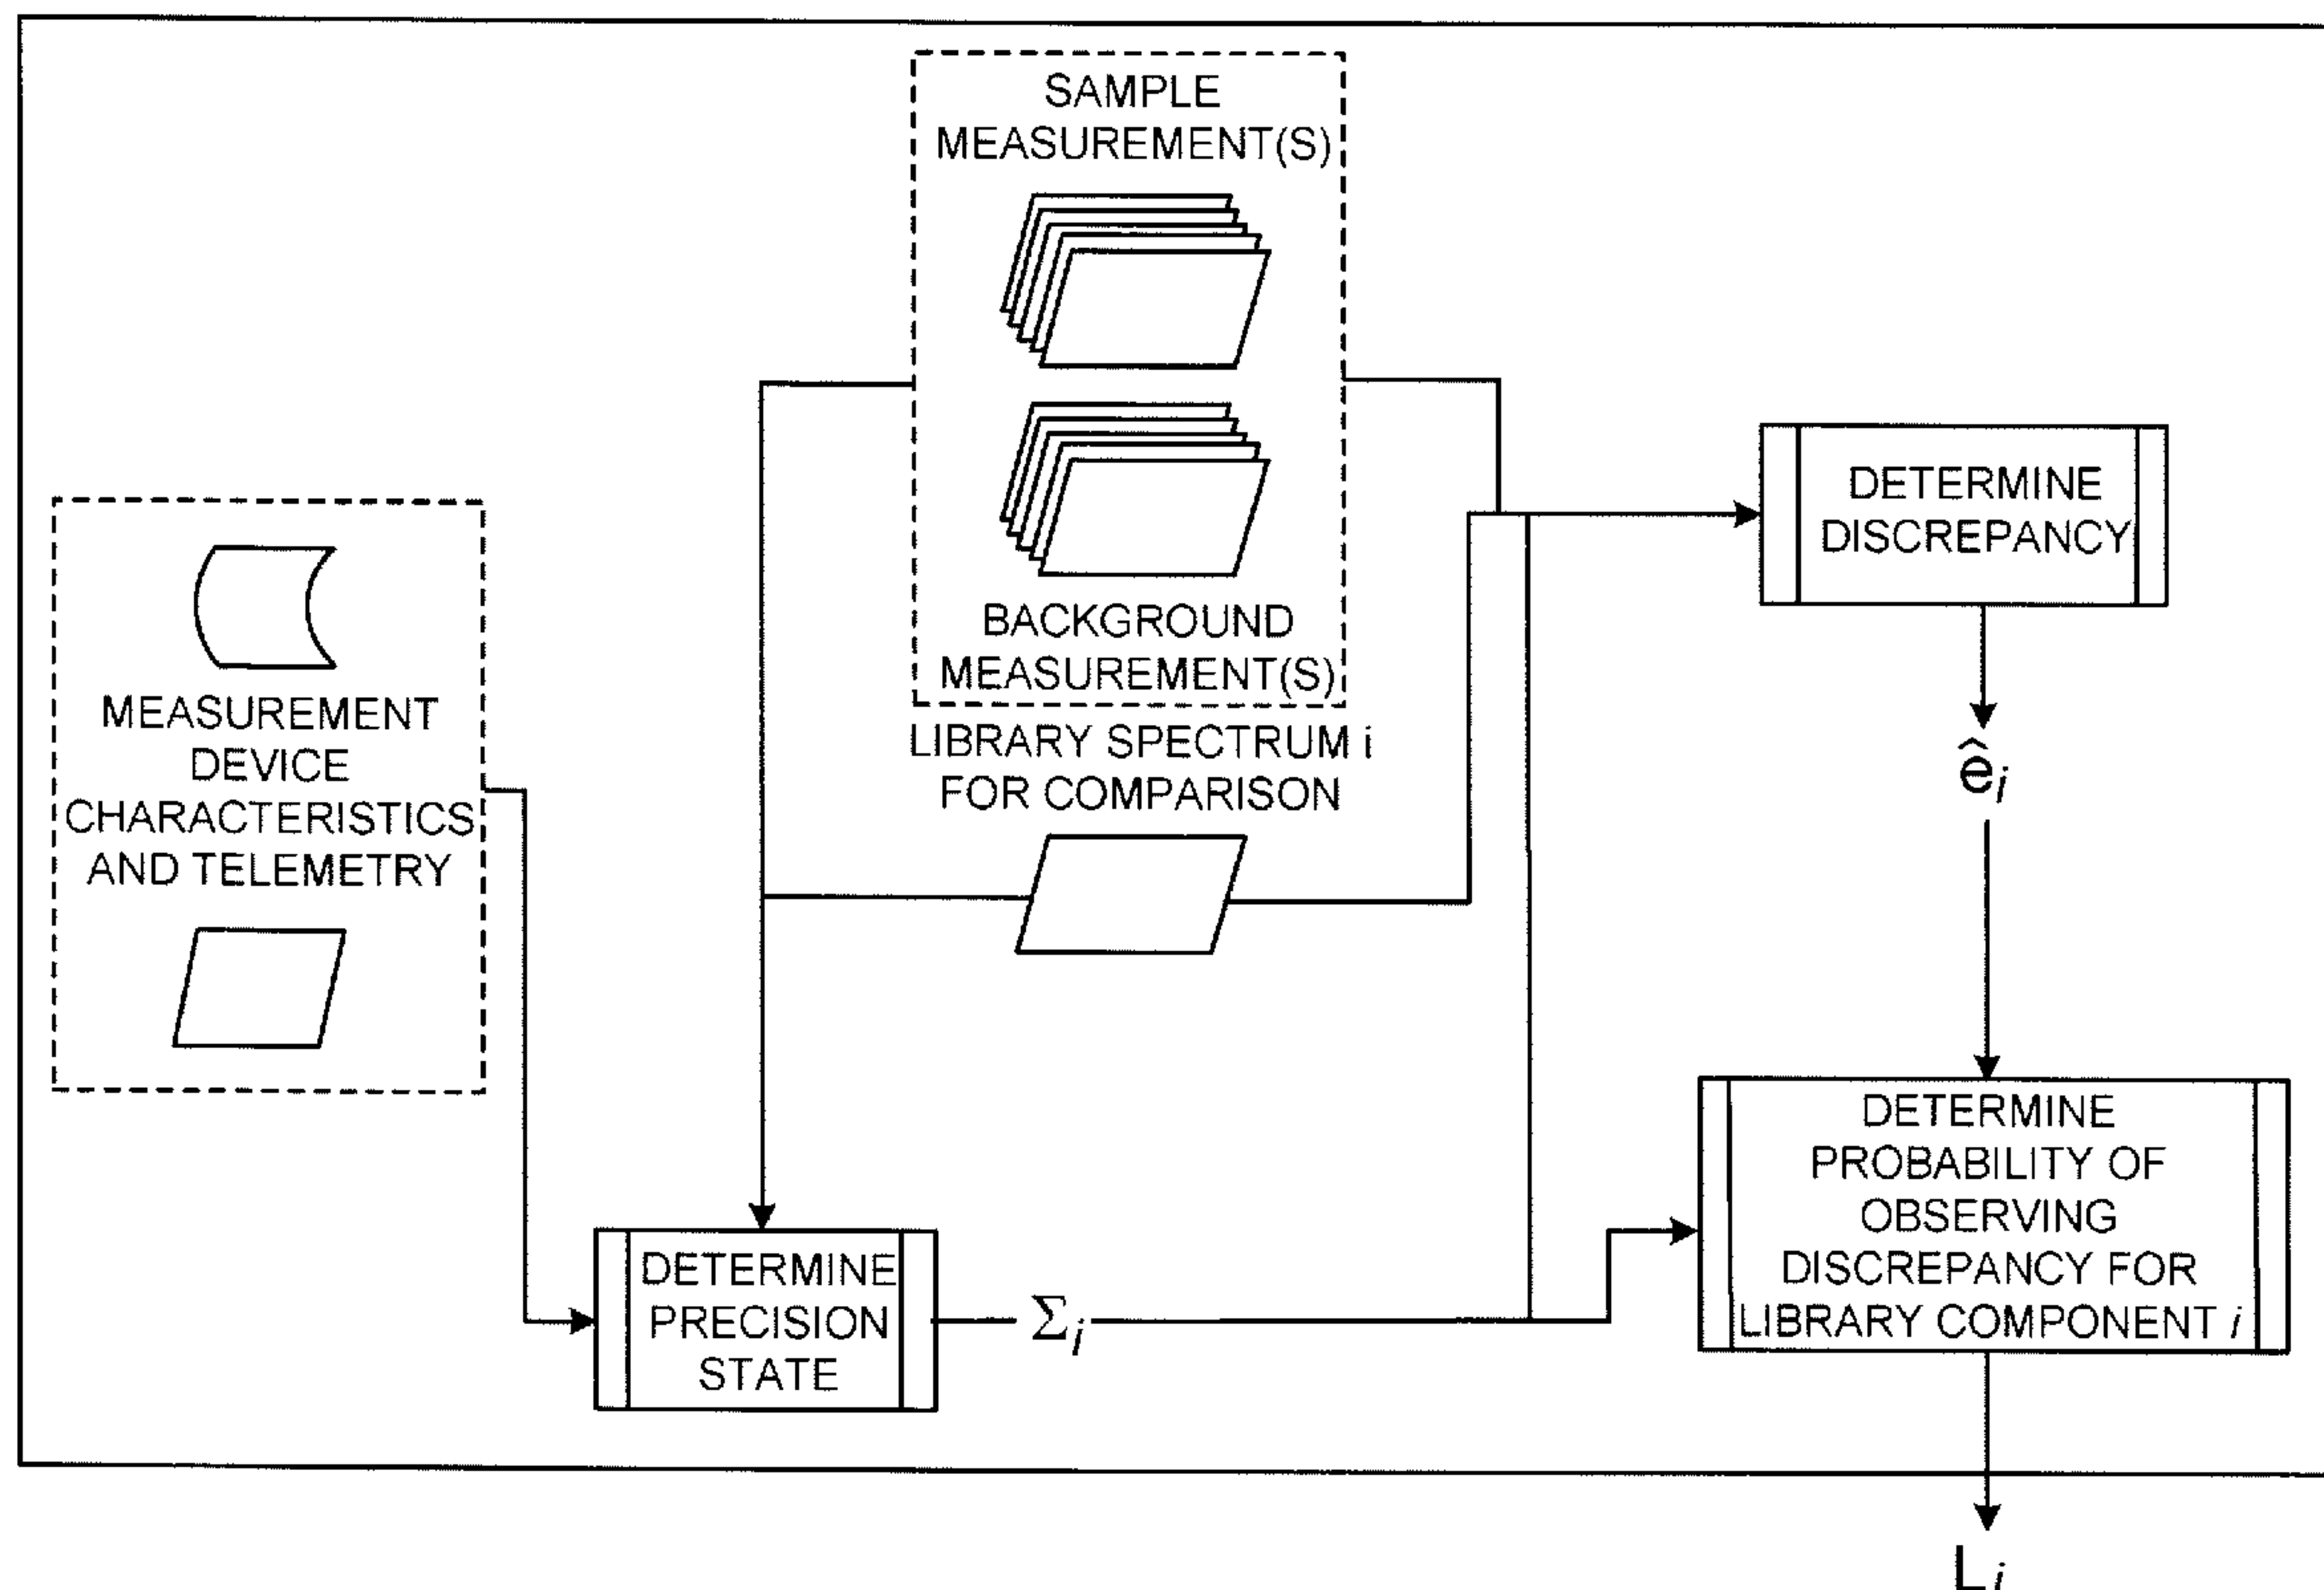 SAMPLE
MEASUREMENT(S)
BACKGROUND
MEASUREMENT(S)
LIBRARY SPECTRUM i
FOR COMPARISON
MEASUREMENT
DEVICE
CHARACTERISTICS
AND TELEMETRY
DETERMINE
DISCREPANCY
ê_i
DETERMINE
PRECISION
STATE
Σ_i
DETERMINE
PROBABILITY OF
OBSERVING
DISCREPANCY FOR
LIBRARY COMPONENT i
L_i